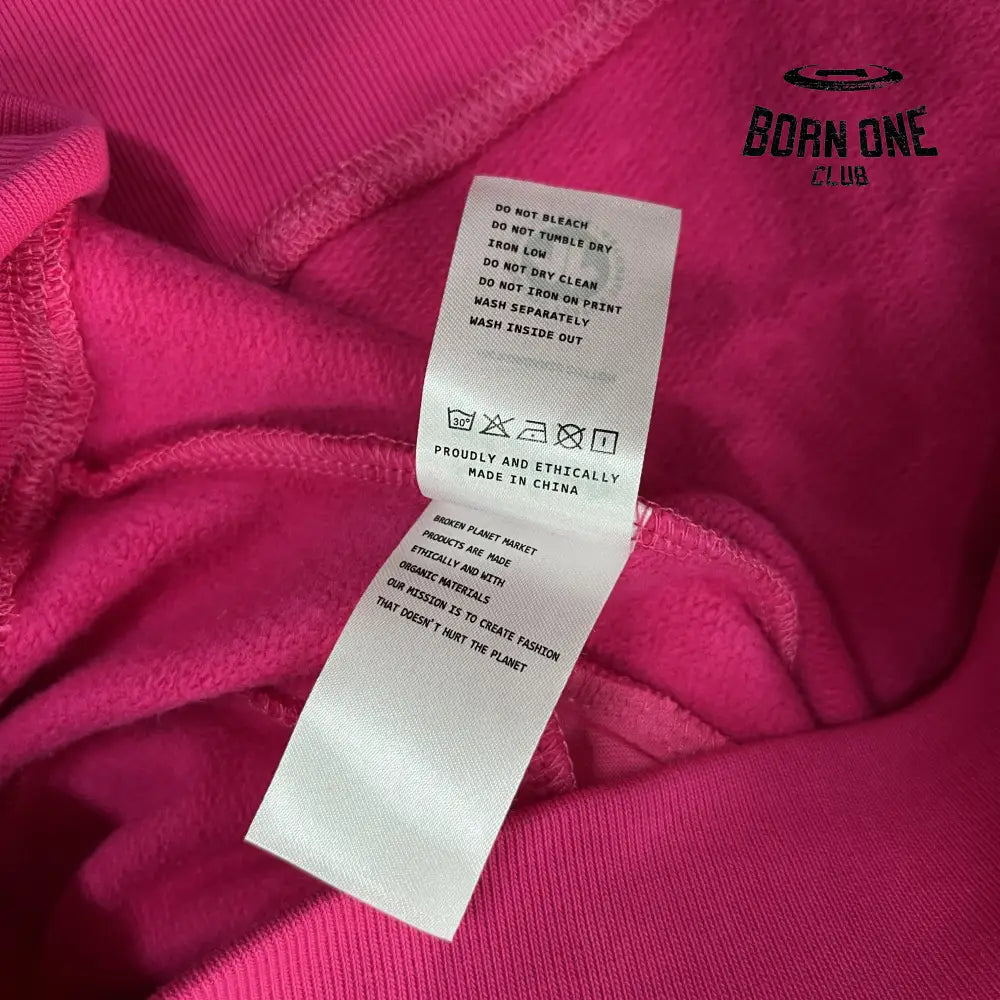 BORN ONE
CLUB
DO NOT BLEACH
DO NOT TUMBLE DRY
IRON LOW
DO NOT DRY CLEAN
DO NOT IRON ON PRINT
WASH SEPARATELY
WASH INSIDE OUT
30°
PROUDLY AND ETHICALLY
MADE IN CHINA
BROKEN PLANET MARKET
PRODUCTS ARE MADE
ETHICALLY AND WITH
ORGANIC MATERIALS
OUR MISSION IS TO CREATE FASHION
THAT DOESN'T HURT THE PLANET